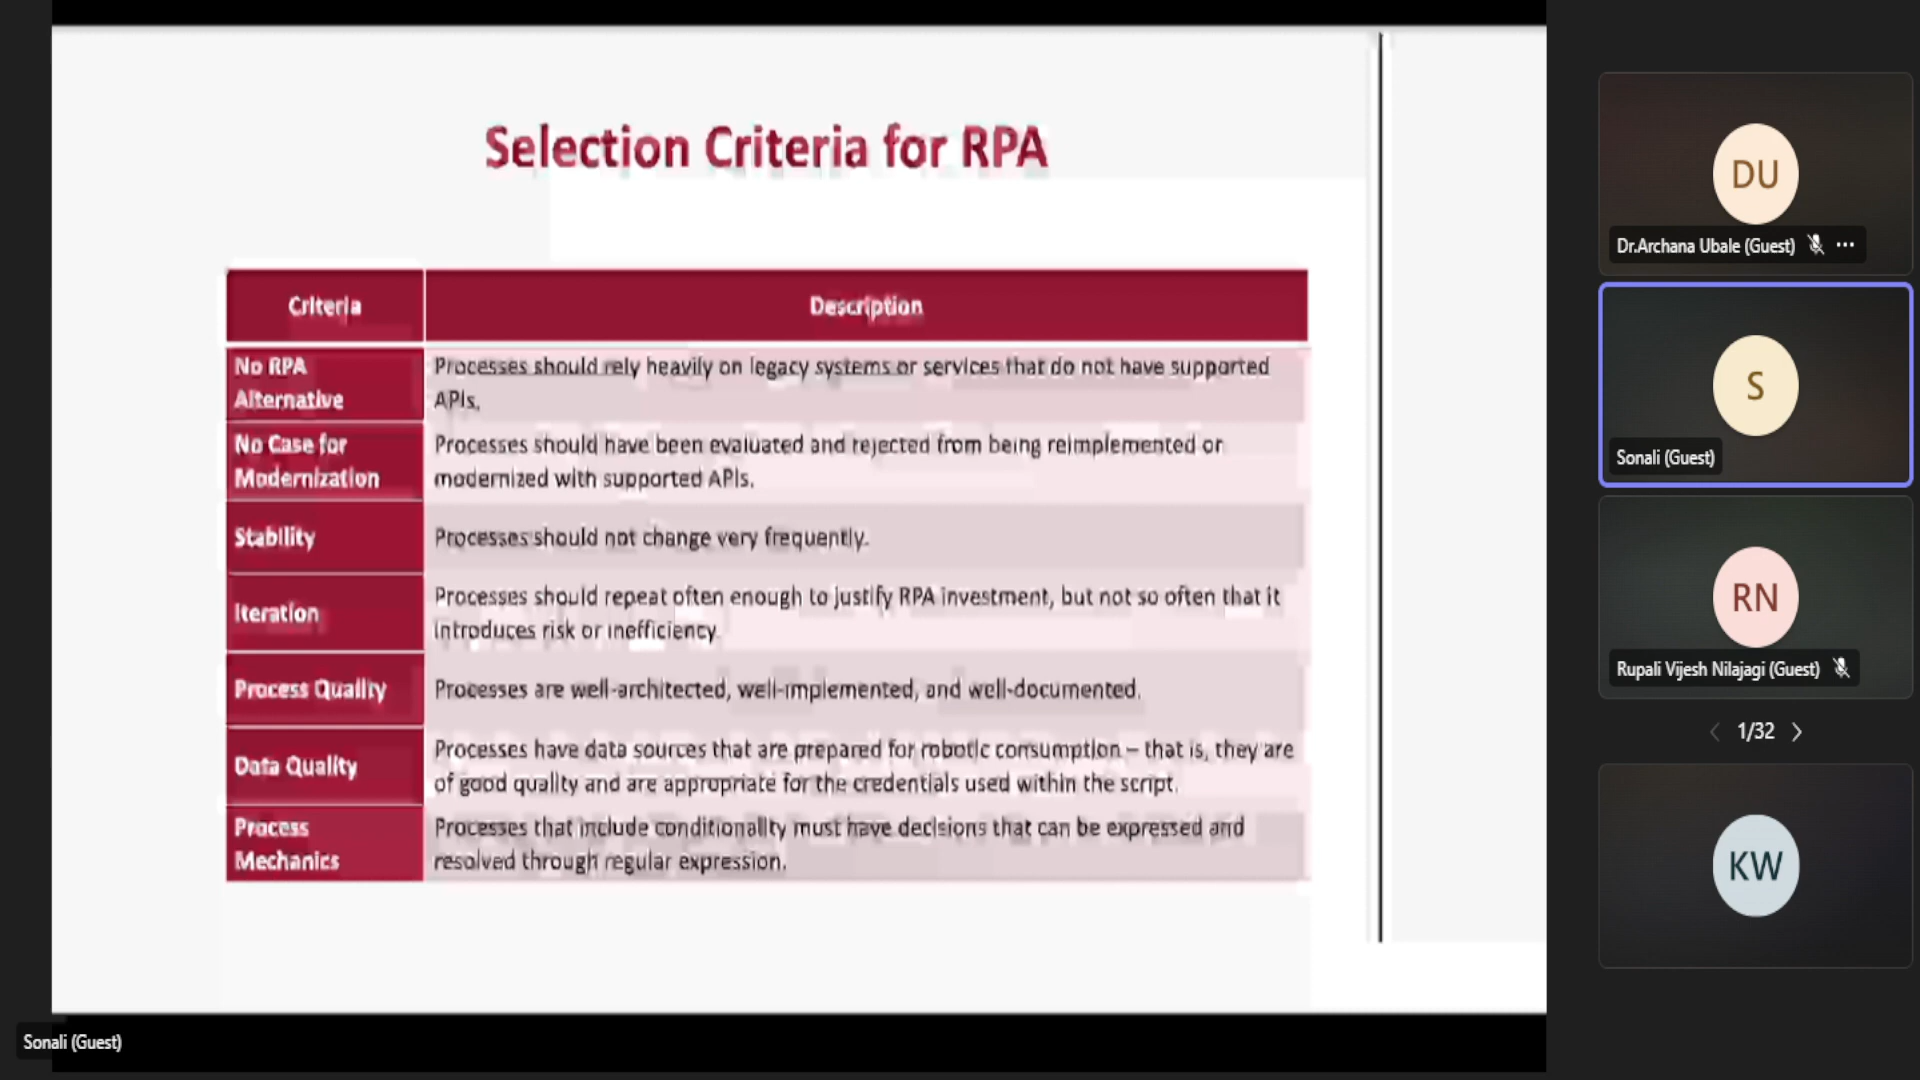 Selection Criteria for RPA
Criteria
Description
No RPA
Alternative
Processes should rely heavily on legacy systems or services that do not have supported
APIs.
No Case for
Modernization
Processes should have been evaluated and rejected from being reimplemented or
modernized with supported APIs.
Stability
Processes should not change very frequently.
Iteration
Processes should repeat often enough to justify RPA investment, but not so often that it
introduces risk or inefficiency.
Process Quality
Processes are well-architected, well-implemented, and well-documented.
Data Quality
Processes have data sources that are prepared for robotic consumption – that is, they are
of good quality and are appropriate for the credentials used within the script.
Process
Mechanics
Processes that include conditionality must have decisions that can be expressed and
resolved through regular expression.
Sonali (Guest)
DU
Dr.Archana Ubale (Guest)
S
Sonali (Guest)
RN
Rupali Vijesh Nilajagi (Guest)
1/32
KW